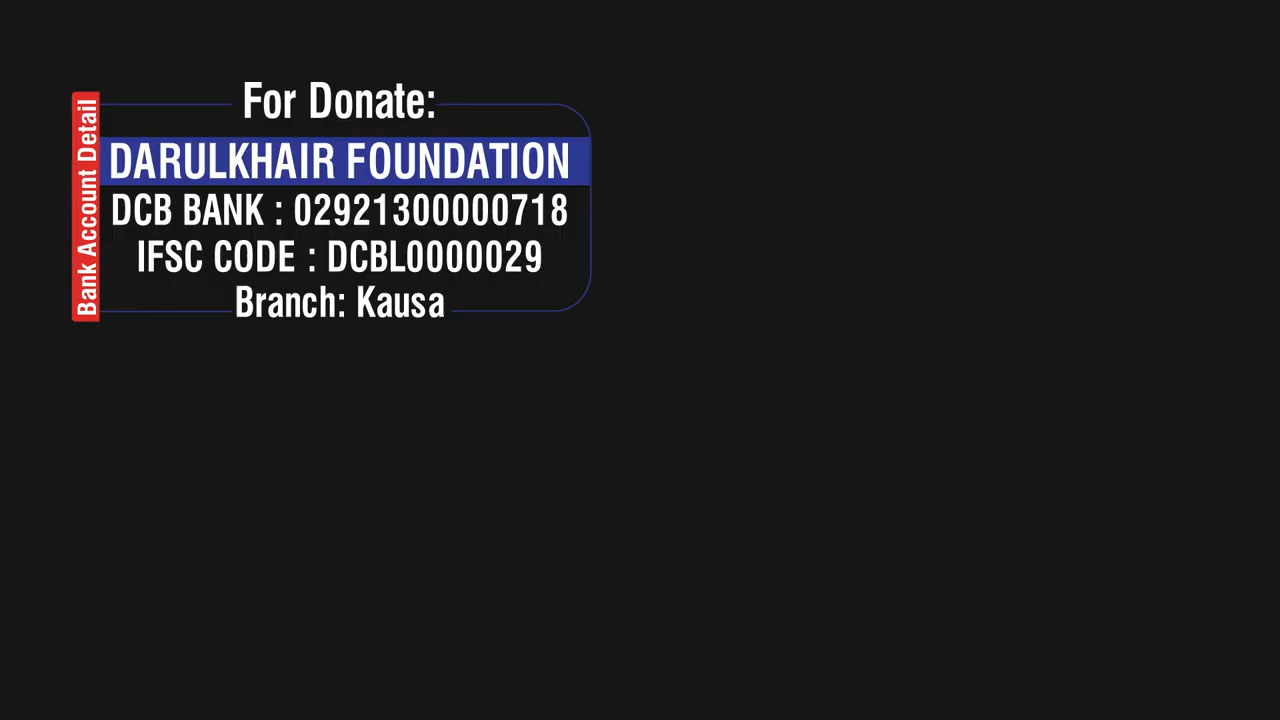 For Donate:
Bank Account Detail
DARULKHAIR FOUNDATION
DCB BANK : 02921300000718
IFSC CODE : DCBL0000029
Branch: Kausa